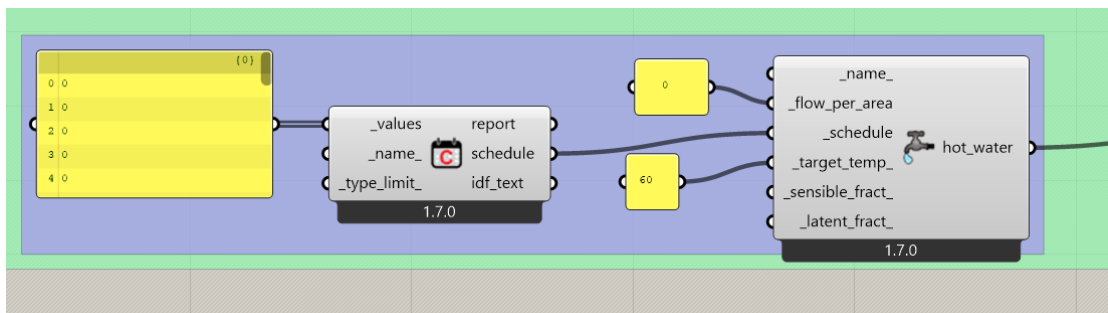 {0}
0 0
1 0
2 0
3 0
4 0
_values
_name_
_type_limit_
C
report
schedule
idf_text
1.7.0
0
60
_name_
_flow_per_area
_schedule
_target_temp_
_sensible_fract_
_latent_fract_
hot_water
1.7.0